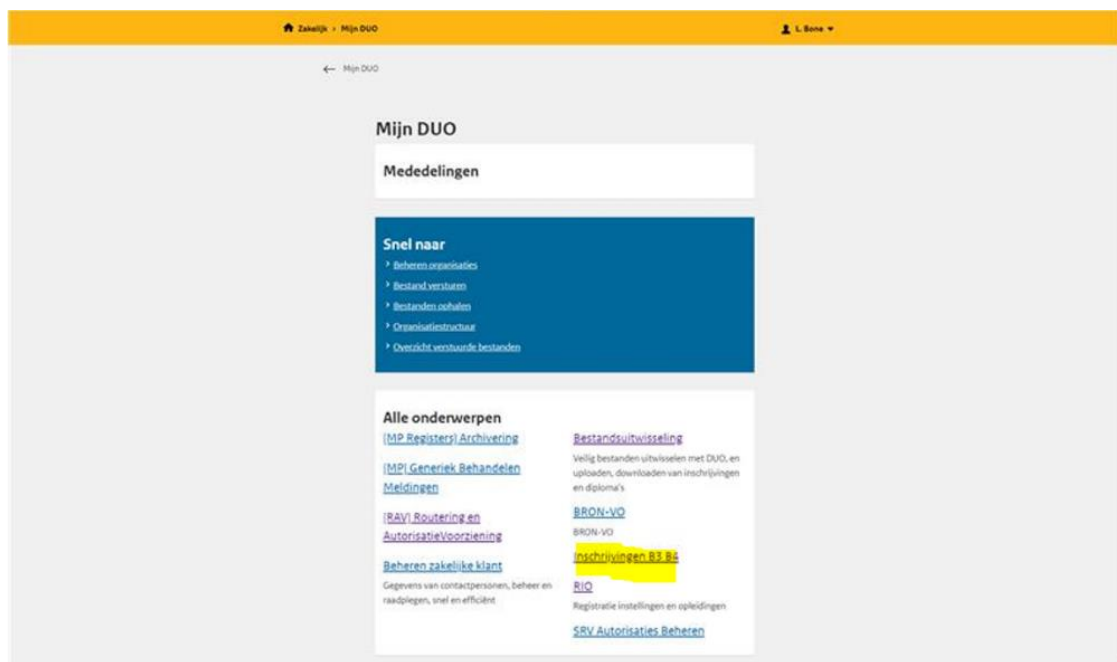 Zakelijk › Mijn DUO
L. Bone
← Mijn DUO
Mijn DUO
Mededelingen
Snel naar
› Beheren organisaties
› Bestand versturen
› Bestanden ophalen
› Organisatiestructuur
› Overzicht verstuurde bestanden
Alle onderwerpen
[MP Registers] Archivering
[MP] Generiek Behandelen
Meldingen
[RAV] Routering en
AutorisatieVoorziening
Beheren zakelijke klant
Gegevens van contactpersonen, beheer en
raadplegen, snel en efficiënt
Bestandsuitwisseling
Veilig bestanden uitwisselen met DUO, en
uploaden, downloaden van inschrijvingen
en diploma's
BRON-VO
BRON-VO
Inschrijvingen B3 B4
RIO
Registratie instellingen en opleidingen
SRV Autorisaties Beheren